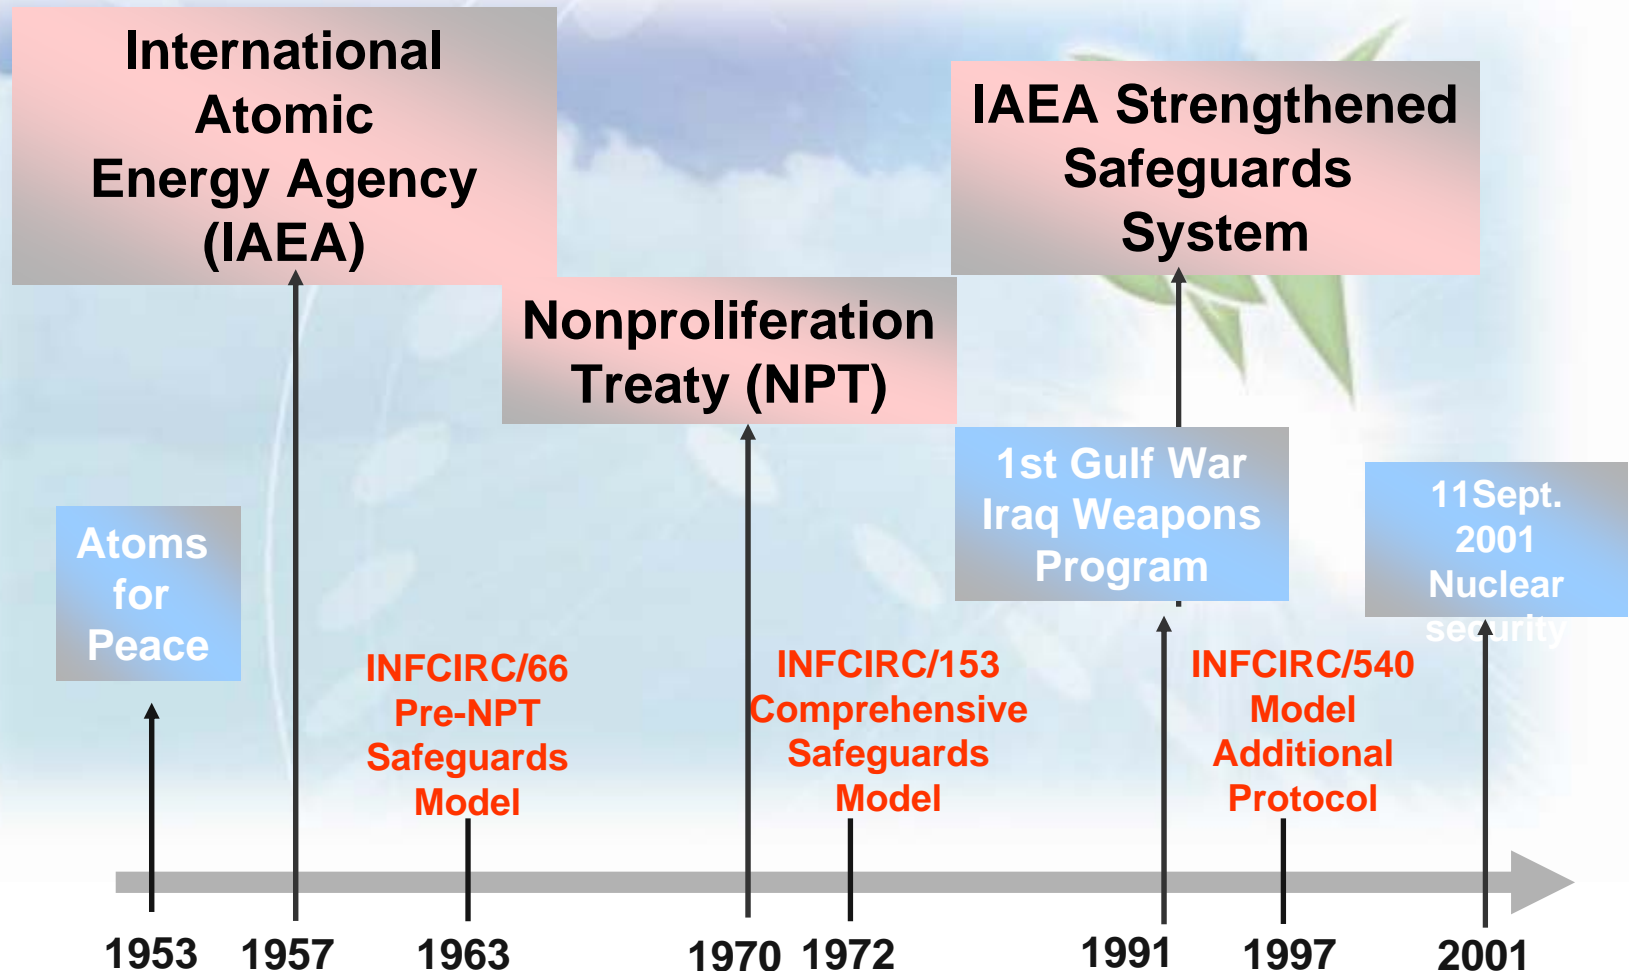 International
Atomic
Energy Agency
(IAEA)
IAEA Strengthened
Safeguards
System
Nonproliferation
Treaty (NPT)
1st Gulf War
Iraq Weapons
Program
11Sept.
2001
Nuclear
security
Atoms
for
Peace
INFCIRC/66
Pre-NPT
Safeguards
Model
INFCIRC/153
Comprehensive
Safeguards
Model
INFCIRC/540
Model
Additional
Protocol
1953 1957 1963 1970 1972 1991 1997 2001